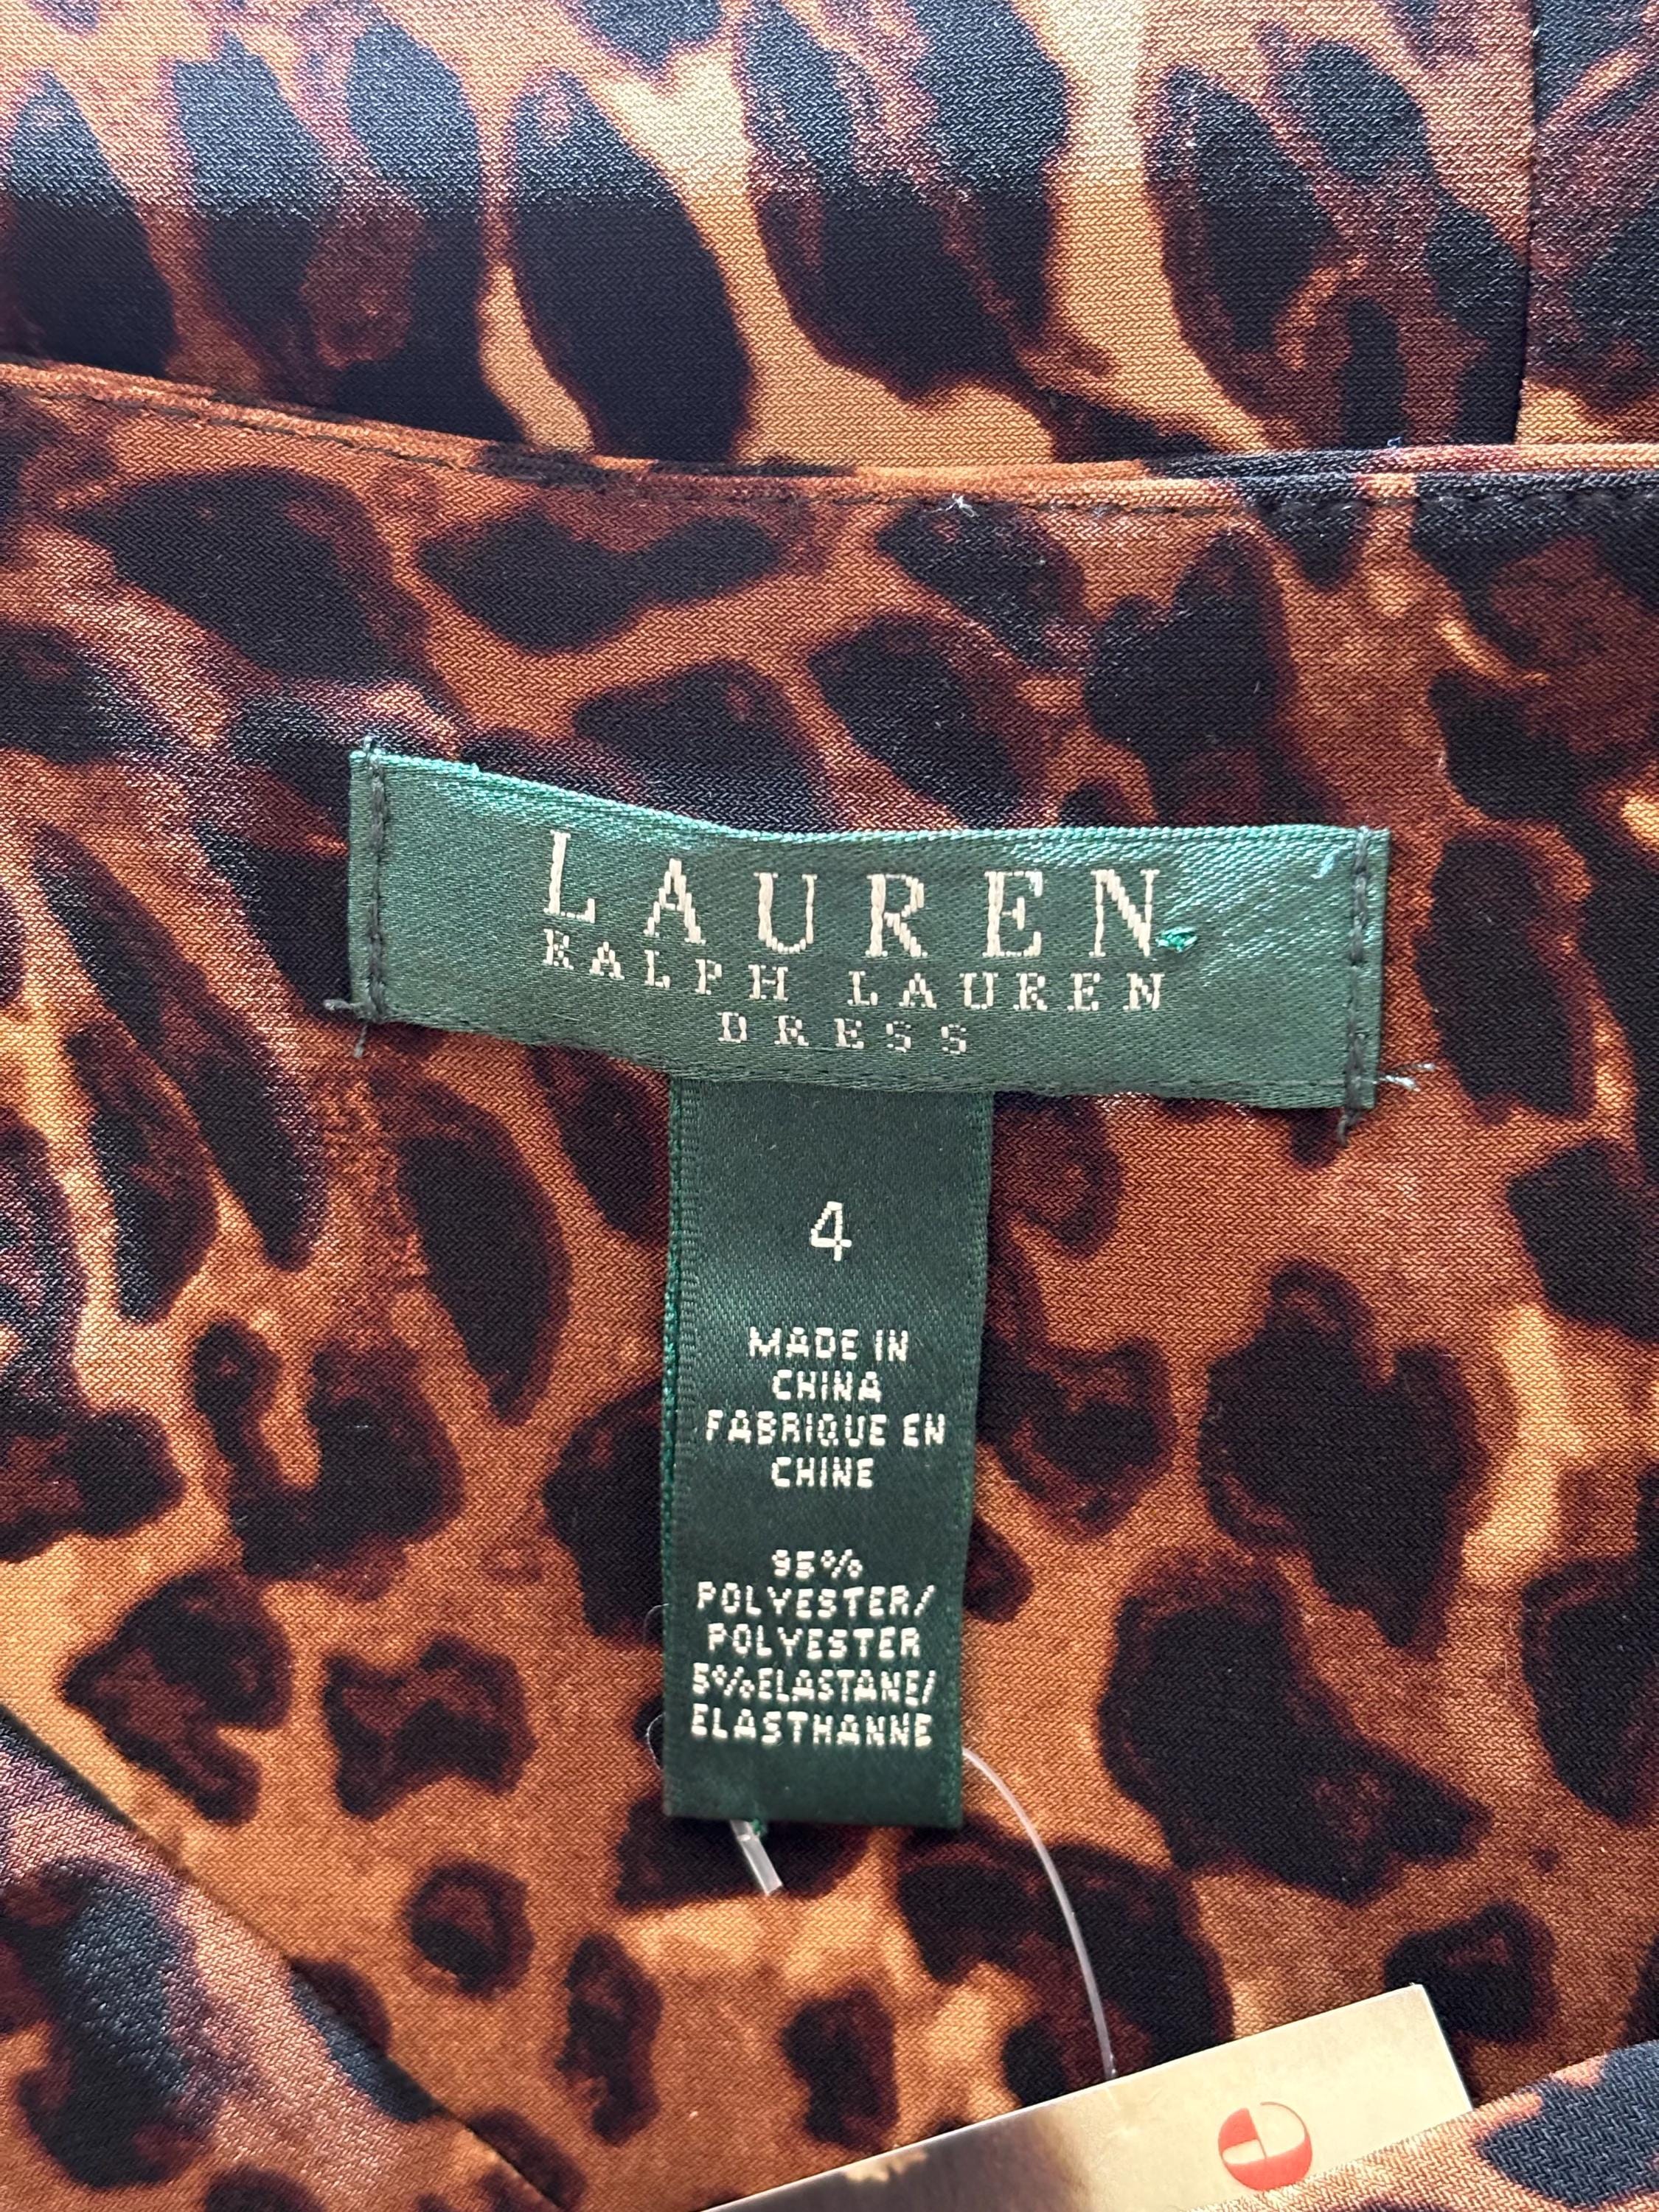 LAUREN
RALPH LAUREN
DRESS
4
MADE IN
CHINA
FABRIQUE EN
CHINE
95%
POLYESTER/
POLYESTER
5%ELASTANE/
ELASTHANNE